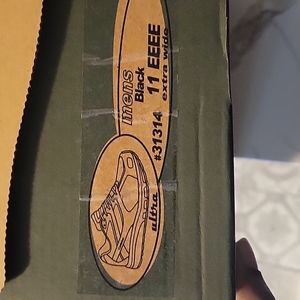 mens
Black
11 EEEE
extra wide
#31314
ultra